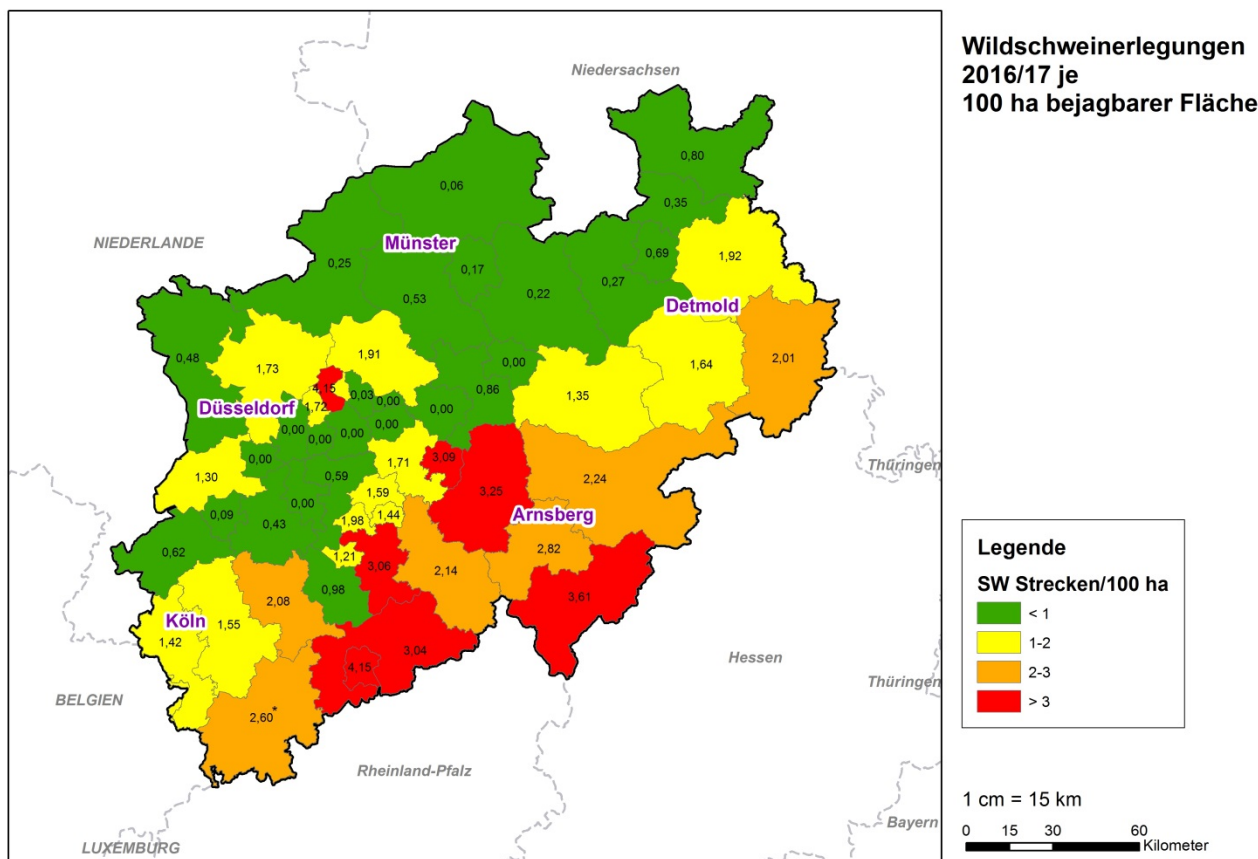 Wildschweinerlegungen
2016/17 je
100 ha bejagbarer Fläche
Niedersachsen
0,80
0,06
0,35
NIEDERLANDE
Münster
0,69
1,92
0,25
0,17
0,27
0,53
0,22
Detmold
0,48
1,73
1,91
0,00
1,64
2,01
4,15
0,03
0,86
1,35
Düsseldorf
1,72
0,00
0,00
0,00
0,00
0,00
0,00
0,00
1,71
3,09
Thüringen
1,30
0,59
2,24
1,59
3,25
0,00
0,09
0,43
1,98
1,44
Arnsberg
0,62
1,21
3,06
2,82
2,14
2,08
0,98
3,61
Köln
1,55
1,42
3,04
Hessen
4,15
Thüringen
BELGIEN
2,60*
Rheinland-Pfalz
Bayern
LUXEMBURG
Legende
SW Strecken/100 ha
< 1
1-2
2-3
> 3
1 cm = 15 km
0 15 30 60
Kilometer